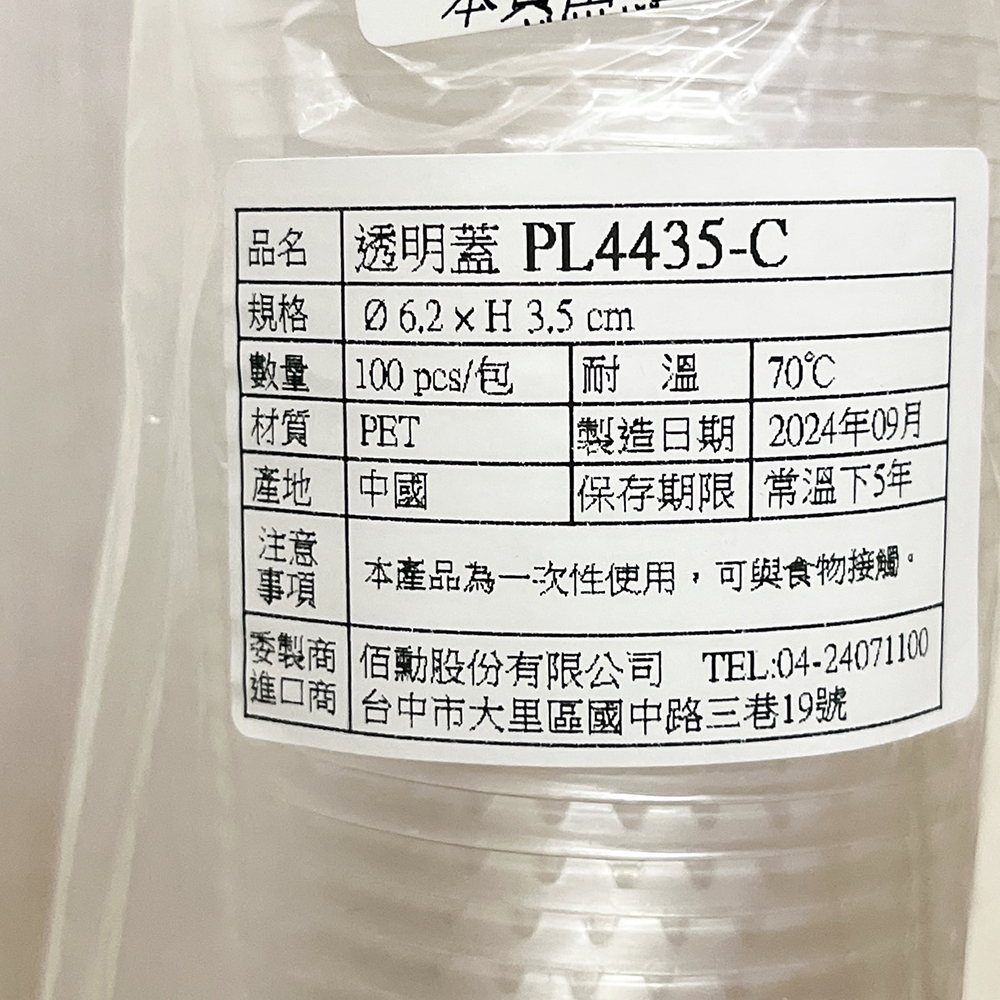 品名 透明蓋 PL4435-C
規格 Ø 6.2 x H 3.5 cm
數量 100 pcs/包 耐 溫 70℃
材質 PET 製造日期 2024年09月
產地 中國 保存期限 常溫下5年
注意事項 本產品為一次性使用，可與食物接觸。
委製商 佰勳股份有限公司 TEL:04-24071100
進口商 台中市大里區國中路三巷19號